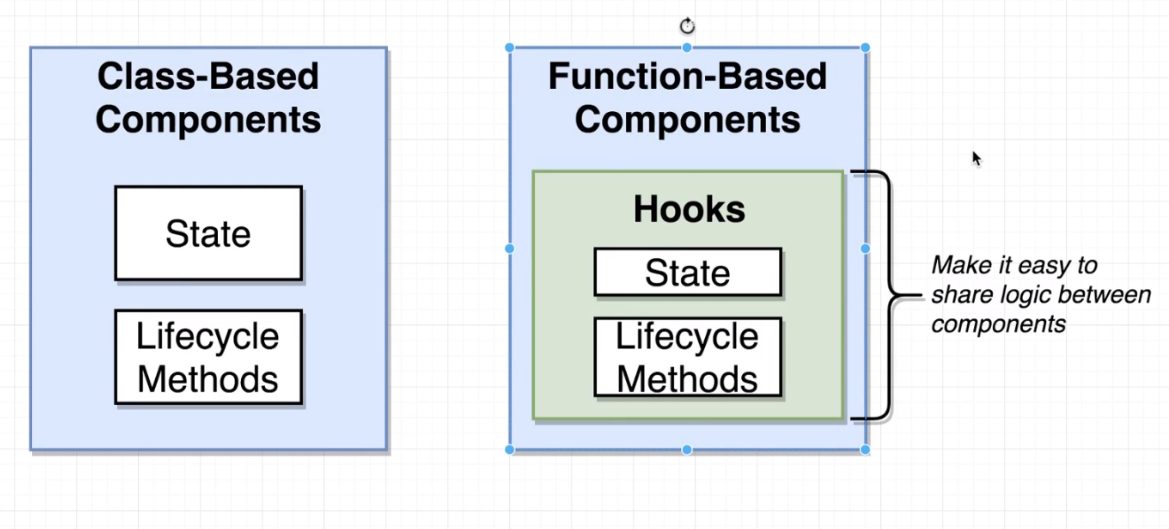 Class-Based
Components
State
Lifecycle
Methods
Function-Based
Components
Hooks
State
Lifecycle
Methods
Make it easy to
share logic between
components